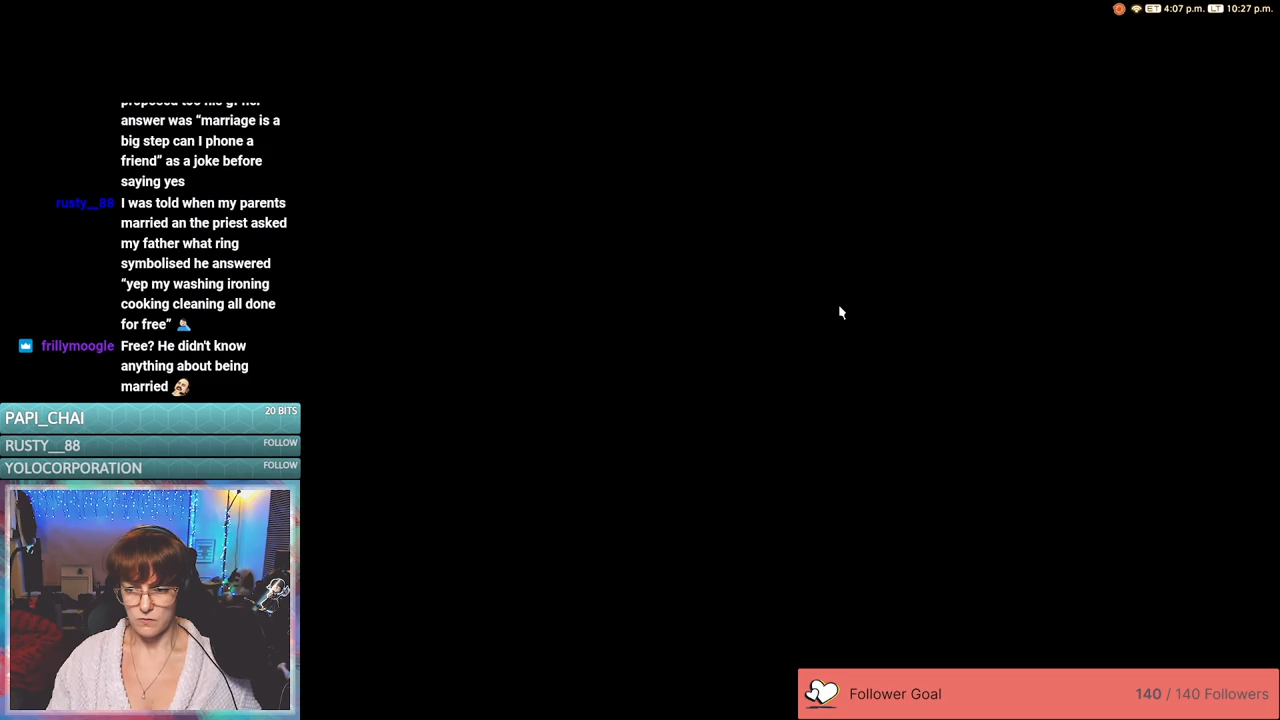 ET 4:07 p.m. LT 10:27 p.m.
answer was “marriage is a
big step can I phone a
friend” as a joke before
saying yes
rusty__88 I was told when my parents
married an the priest asked
my father what ring
symbolised he answered
“yep my washing ironing
cooking cleaning all done
for free”
frillymoogle Free? He didn't know
anything about being
married
PAPI_CHAI 20 BITS
RUSTY__88 FOLLOW
YOLOCORPORATION FOLLOW
Follower Goal 140 / 140 Followers